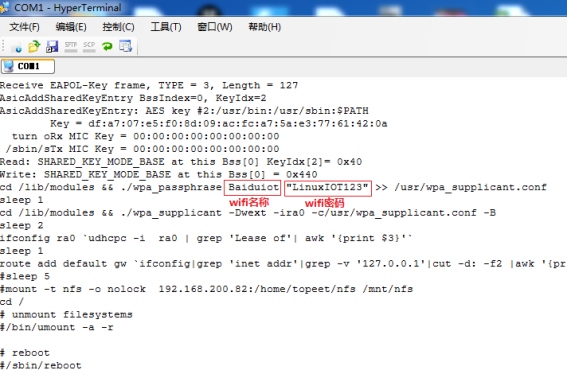 COM1 - HyperTerminal
文件(F) 编辑(E) 控制(C) 工具(T) 窗口(W) 帮助(H)
SFTP SCP
COM1
Receive EAPOL-Key frame, TYPE = 3, Length = 127
AsicAddSharedKeyEntry BssIndex=0, KeyIdx=2
AsicAddSharedKeyEntry: AES key #2:/usr/bin:/usr/sbin:$PATH
Key = df:a7:07:e5:f0:8d:09:ac:fc:a7:5a:e3:77:61:42:0a
turn oRx MIC Key = 00:00:00:00:00:00:00:00
/sbin/sTx MIC Key = 00:00:00:00:00:00:00:00
Read: SHARED_KEY_MODE_BASE at this Bss[0] KeyIdx[2]= 0x40
Write: SHARED_KEY_MODE_BASE at this Bss[0] = 0x440
cd /lib/modules && ./wpa_passphrase Baiduiot "LinuxIOT123" >> /usr/wpa_supplicant.conf
sleep 1
wifi名称 wifi密码
cd /lib/modules && ./wpa_supplicant -Dwext -ira0 -c/usr/wpa_supplicant.conf -B
sleep 2
ifconfig ra0 `udhcpc -i ra0 | grep 'Lease of'| awk '{print $3}'`
sleep 1
route add default gw `ifconfig|grep 'inet addr'|grep -v '127.0.0.1'|cut -d: -f2 |awk '{pr
#sleep 5
#mount -t nfs -o nolock 192.168.200.82:/home/topeet/nfs /mnt/nfs
cd /
# unmount filesystems
#/bin/umount -a -r
# reboot
#/sbin/reboot